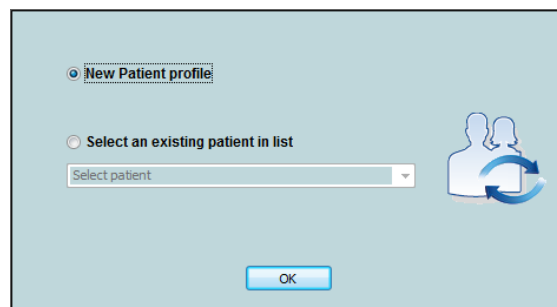 New Patient profile
Select an existing patient in list
Select patient
OK